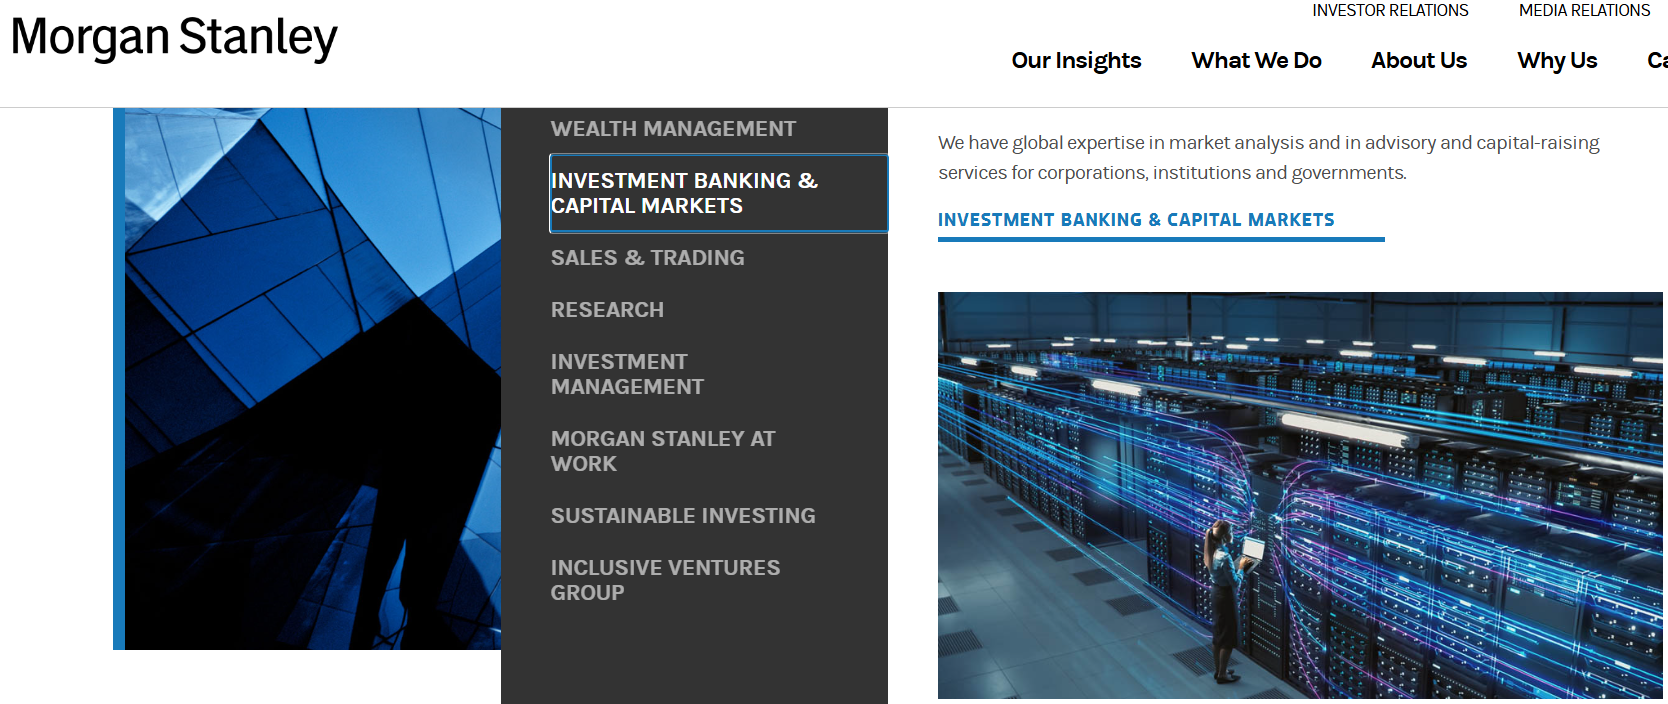 Morgan Stanley
INVESTOR RELATIONS
MEDIA RELATIONS
Our Insights
What We Do
About Us
Why Us
Ca
WEALTH MANAGEMENT
INVESTMENT BANKING &
CAPITAL MARKETS
SALES & TRADING
RESEARCH
INVESTMENT
MANAGEMENT
MORGAN STANLEY AT
WORK
SUSTAINABLE INVESTING
INCLUSIVE VENTURES
GROUP
We have global expertise in market analysis and in advisory and capital-raising
services for corporations, institutions and governments.
INVESTMENT BANKING & CAPITAL MARKETS